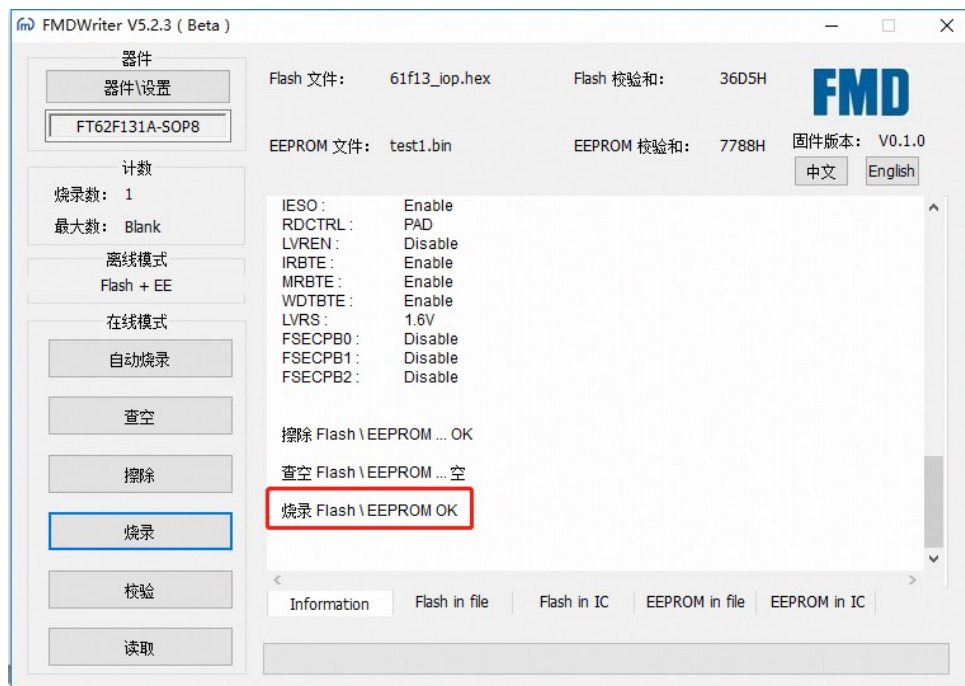 FMDWriter V5.2.3 ( Beta )
器件
器件\设置
FT62F131A-SOP8
计数
烧录数： 1
最大数： Blank
离线模式
Flash + EE
在线模式
自动烧录
查空
擦除
烧录
校验
读取
Flash 文件： 61f13_iop.hex Flash 校验和： 36D5H
EEPROM 文件： test1.bin EEPROM 校验和： 7788H
FMD
固件版本： V0.1.0
中文 English
IESO : Enable
RDCTRL : PAD
LVREN : Disable
IRBTE : Enable
MRBTE : Enable
WDTBTE : Enable
LVRS : 1.6V
FSECPB0 : Disable
FSECPB1 : Disable
FSECPB2 : Disable
擦除 Flash \ EEPROM ... OK
查空 Flash \ EEPROM ... 空
烧录 Flash \ EEPROM OK
Information Flash in file Flash in IC EEPROM in file EEPROM in IC